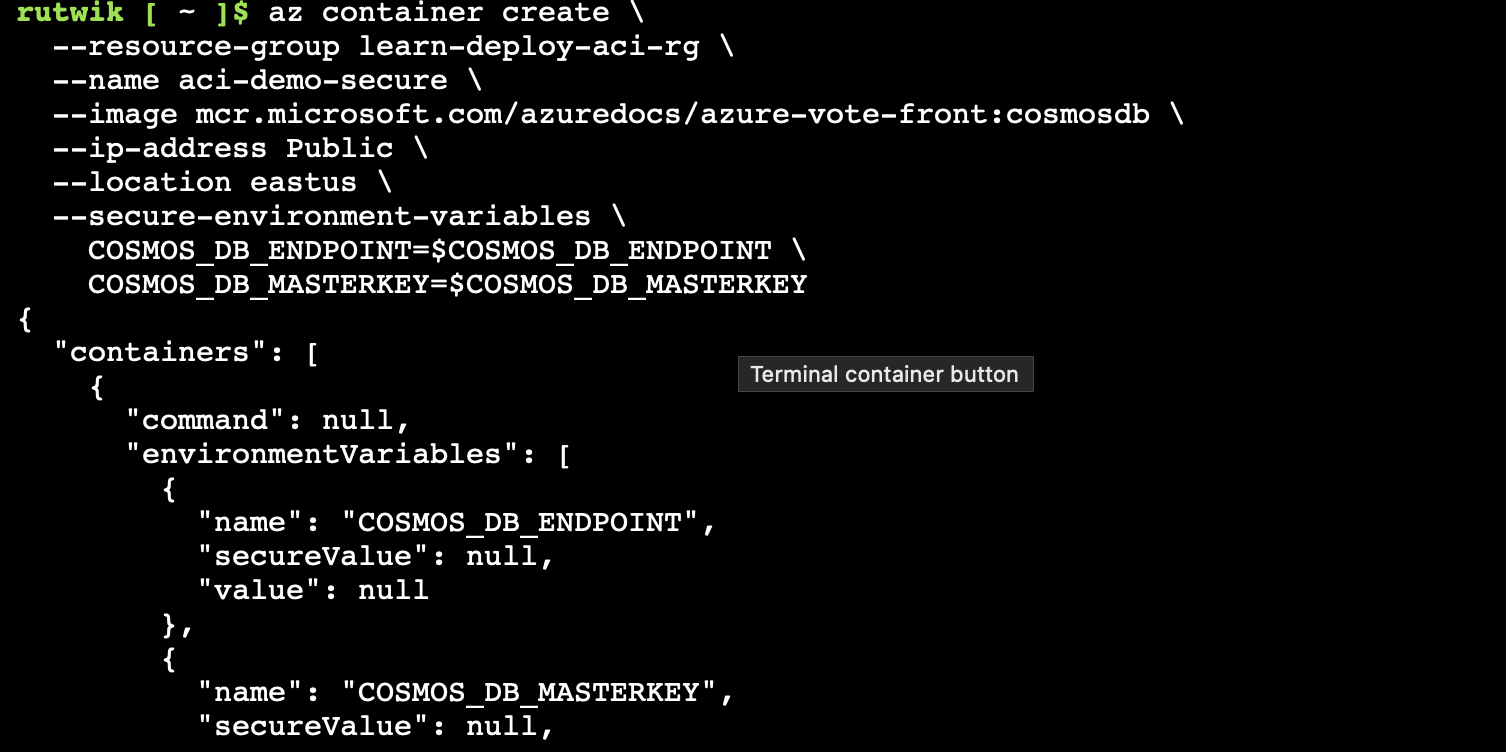 rutwik [ ~ ]$ az container create \
--resource-group learn-deploy-aci-rg \
--name aci-demo-secure \
--image mcr.microsoft.com/azuredocs/azure-vote-front:cosmosdb \
--ip-address Public \
--location eastus \
--secure-environment-variables \
COSMOS_DB_ENDPOINT=$COSMOS_DB_ENDPOINT \
COSMOS_DB_MASTERKEY=$COSMOS_DB_MASTERKEY
{
"containers": [
Terminal container button
{
"command": null,
"environmentVariables": [
{
"name": "COSMOS_DB_ENDPOINT",
"secureValue": null,
"value": null
},
{
"name": "COSMOS_DB_MASTERKEY",
"secureValue": null,